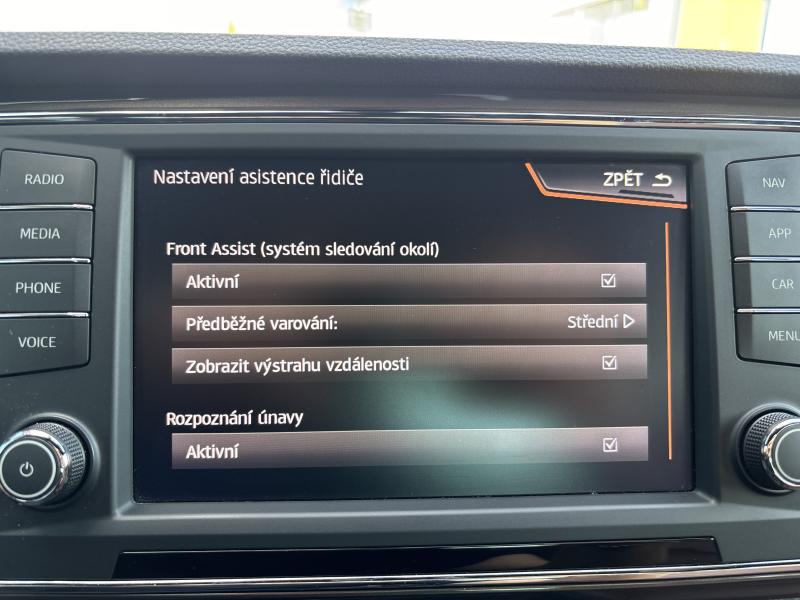 Nastavení asistence řidiče
ZPĚT
RADIO
MEDIA
PHONE
VOICE
Front Assist (systém sledování okolí)
Aktivní
Předběžné varování: Střední
Zobrazit výstrahu vzdálenosti
Rozpoznání únavy
Aktivní
NAV
APP
CAR
MENU